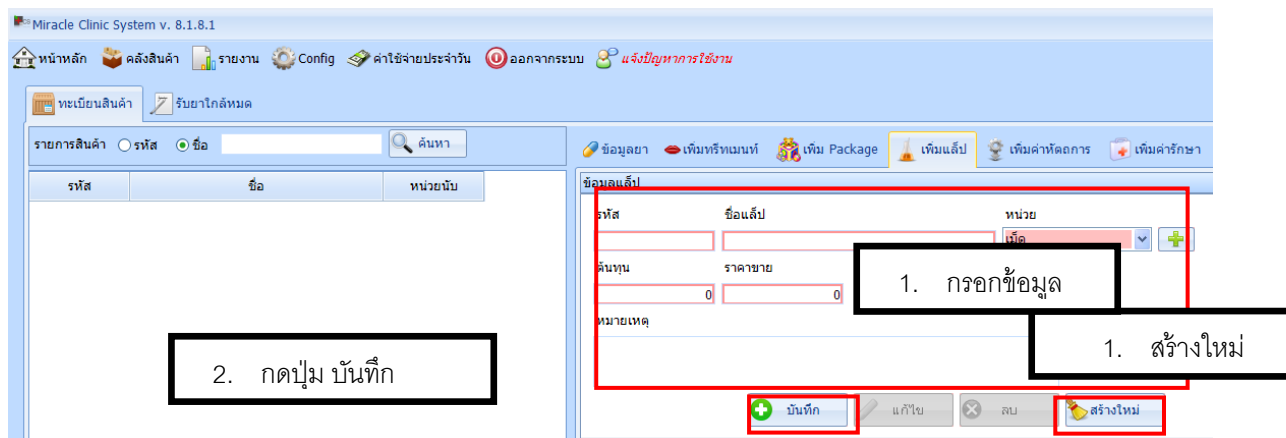 Miracle Clinic System v. 8.1.8.1
หน้าหลัก คลังสินค้า รายงาน Config ค่าใช้จ่ายประจำวัน ออกจากระบบ แจ้งปัญหาการใช้งาน
ทะเบียนสินค้า รับยาใกล้หมด
รายการสินค้า รหัส ชื่อ ค้นหา
ข้อมูลยา เพิ่มทรีทเมนท์ เพิ่ม Package เพิ่มแล็ป เพิ่มค่าหัตถการ เพิ่มค่ารักษา
รหัส ชื่อ หน่วยนับ
ข้อมูลแล็ป
รหัส ชื่อแล็ป หน่วย
เม็ด
ต้นทุน ราคาขาย
0 0
1. กรอกข้อมูล
หมายเหตุ
1. สร้างใหม่
2. กดปุ่ม บันทึก
บันทึก แก้ไข ลบ สร้างใหม่